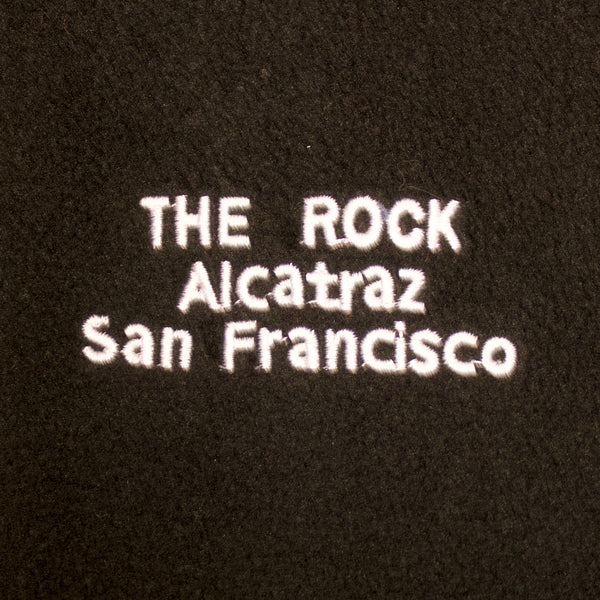 THE ROCK
Alcatraz
San Francisco